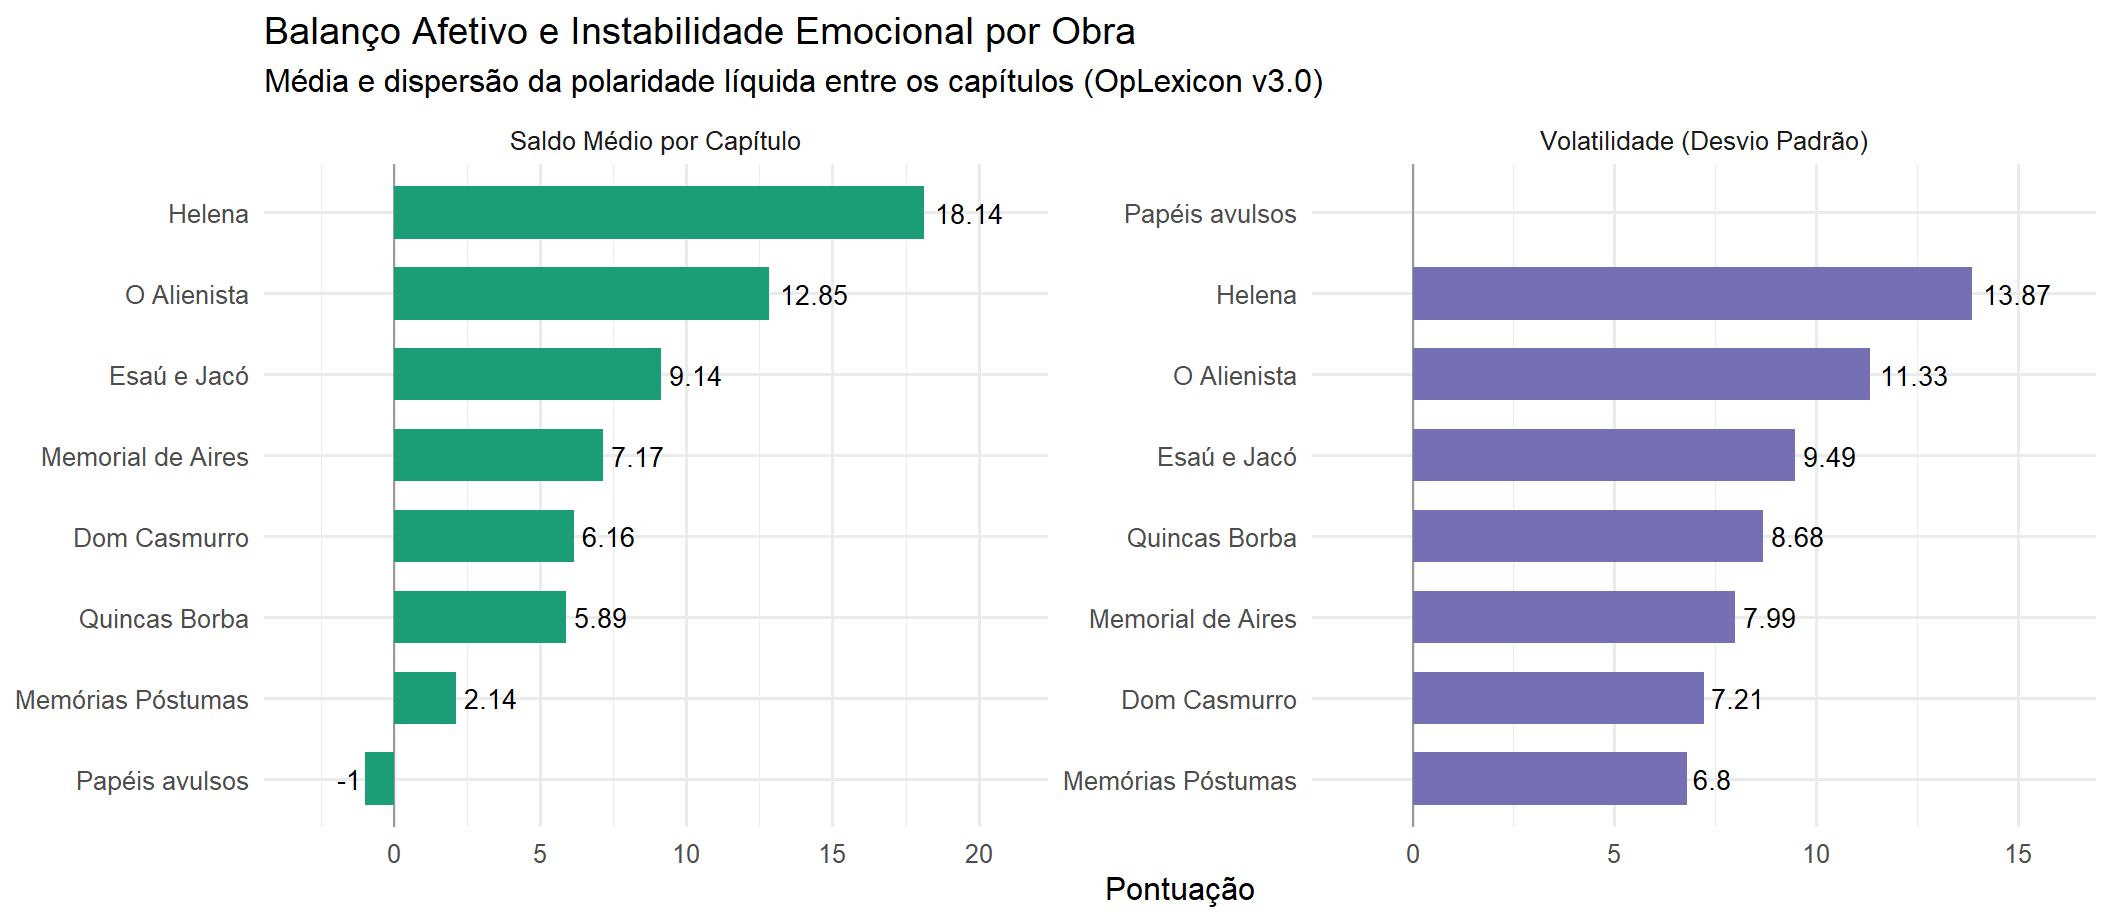 Balanço Afetivo e Instabilidade Emocional por Obra
Média e dispersão da polaridade líquida entre os capítulos (OpLexicon v3.0)
Saldo Médio por Capítulo
Helena 18.14
O Alienista 12.85
Esaú e Jacó 9.14
Memorial de Aires 7.17
Dom Casmurro 6.16
Quincas Borba 5.89
Memórias Póstumas 2.14
Papéis avulsos -1
0 5 10 15 20
Volatilidade (Desvio Padrão)
Papéis avulsos
Helena 13.87
O Alienista 11.33
Esaú e Jacó 9.49
Quincas Borba 8.68
Memorial de Aires 7.99
Dom Casmurro 7.21
Memórias Póstumas 6.8
0 5 10 15
Pontuação